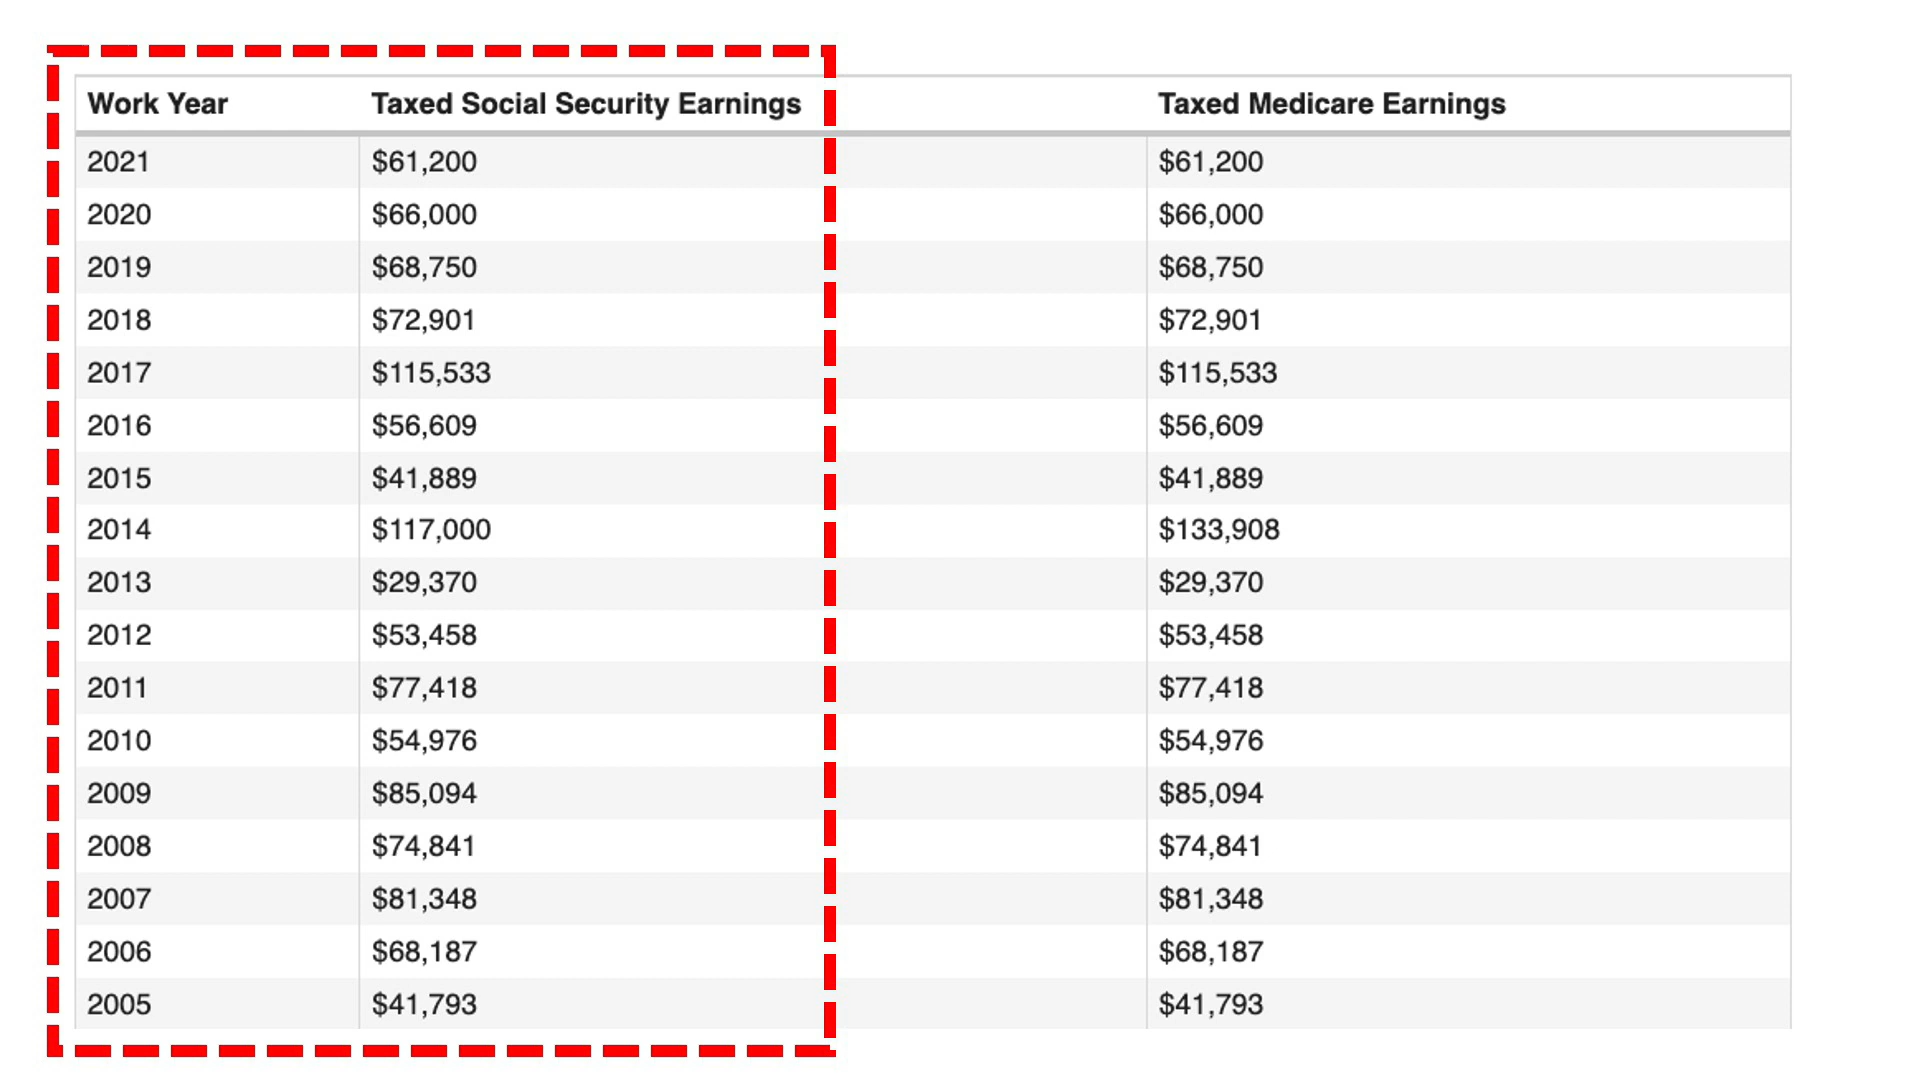 Work Year Taxed Social Security Earnings Taxed Medicare Earnings
2021 $61,200 $61,200
2020 $66,000 $66,000
2019 $68,750 $68,750
2018 $72,901 $72,901
2017 $115,533 $115,533
2016 $56,609 $56,609
2015 $41,889 $41,889
2014 $117,000 $133,908
2013 $29,370 $29,370
2012 $53,458 $53,458
2011 $77,418 $77,418
2010 $54,976 $54,976
2009 $85,094 $85,094
2008 $74,841 $74,841
2007 $81,348 $81,348
2006 $68,187 $68,187
2005 $41,793 $41,793